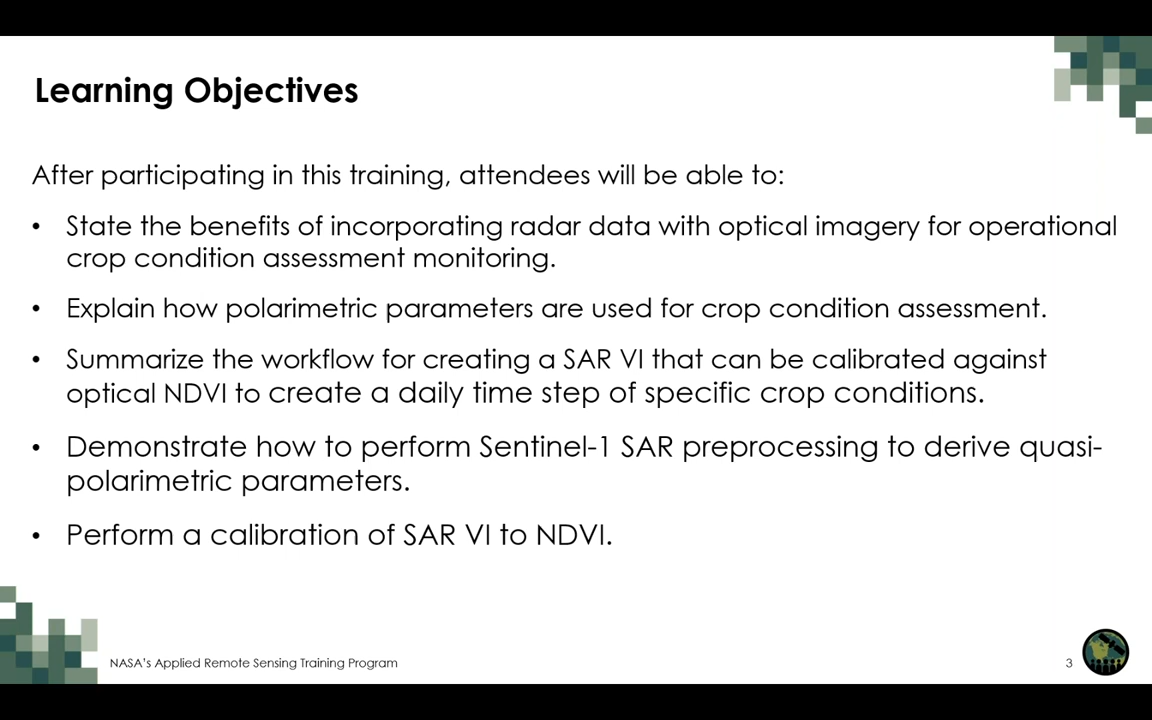 Learning Objectives
After participating in this training, attendees will be able to:
• State the benefits of incorporating radar data with optical imagery for operational
crop condition assessment monitoring.
• Explain how polarimetric parameters are used for crop condition assessment.
• Summarize the workflow for creating a SAR VI that can be calibrated against
optical NDVI to create a daily time step of specific crop conditions.
• Demonstrate how to perform Sentinel-1 SAR preprocessing to derive quasi-
polarimetric parameters.
• Perform a calibration of SAR VI to NDVI.
NASA's Applied Remote Sensing Training Program
3